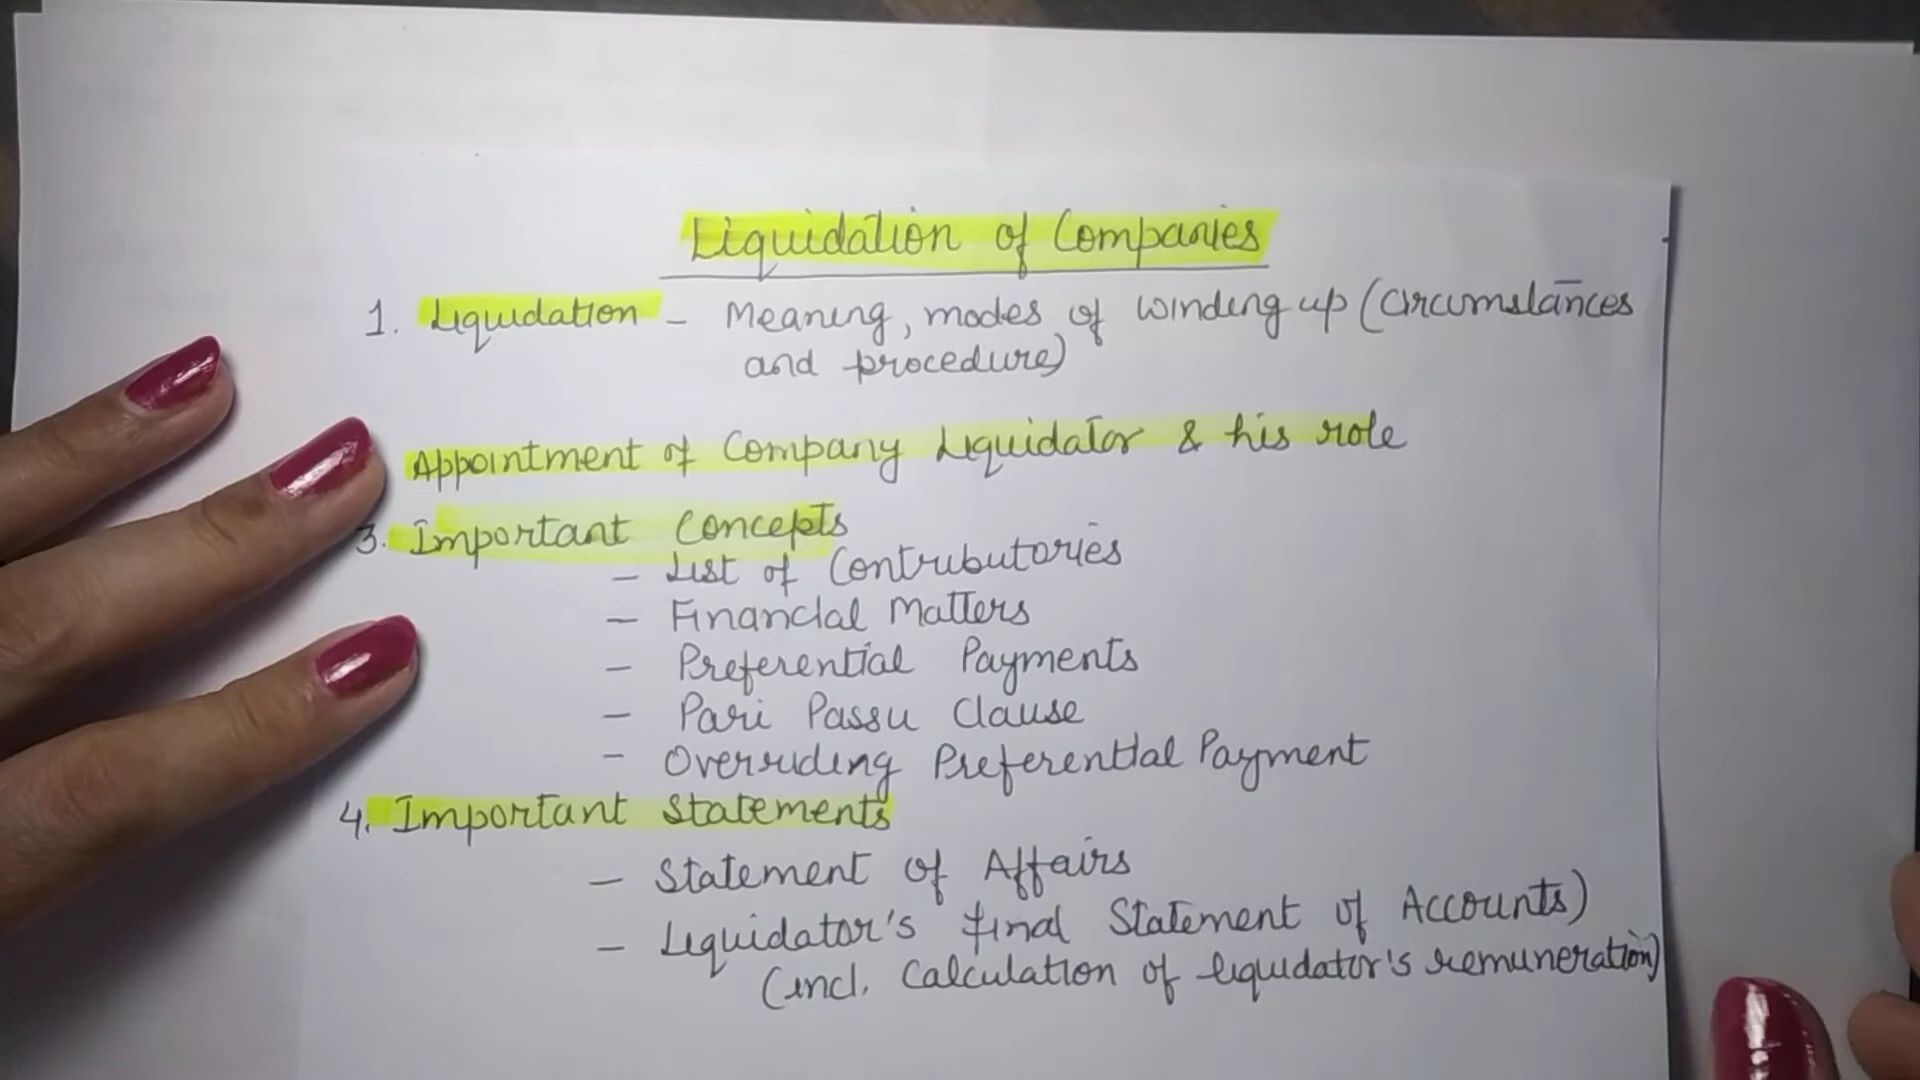 Liquidation of Companies
1. Liquidation - Meaning, modes of winding up (circumstances
and procedure)
Appointment of Company Liquidator & his role
3. Important Concepts
- List of Contributories
- Financial Matters
- Preferential Payments
- Pari Passu Clause
- Overriding Preferential Payment
4. Important Statements
- Statement of Affairs
- Liquidator's final Statement of Accounts)
(incl. Calculation of liquidator's remuneration)